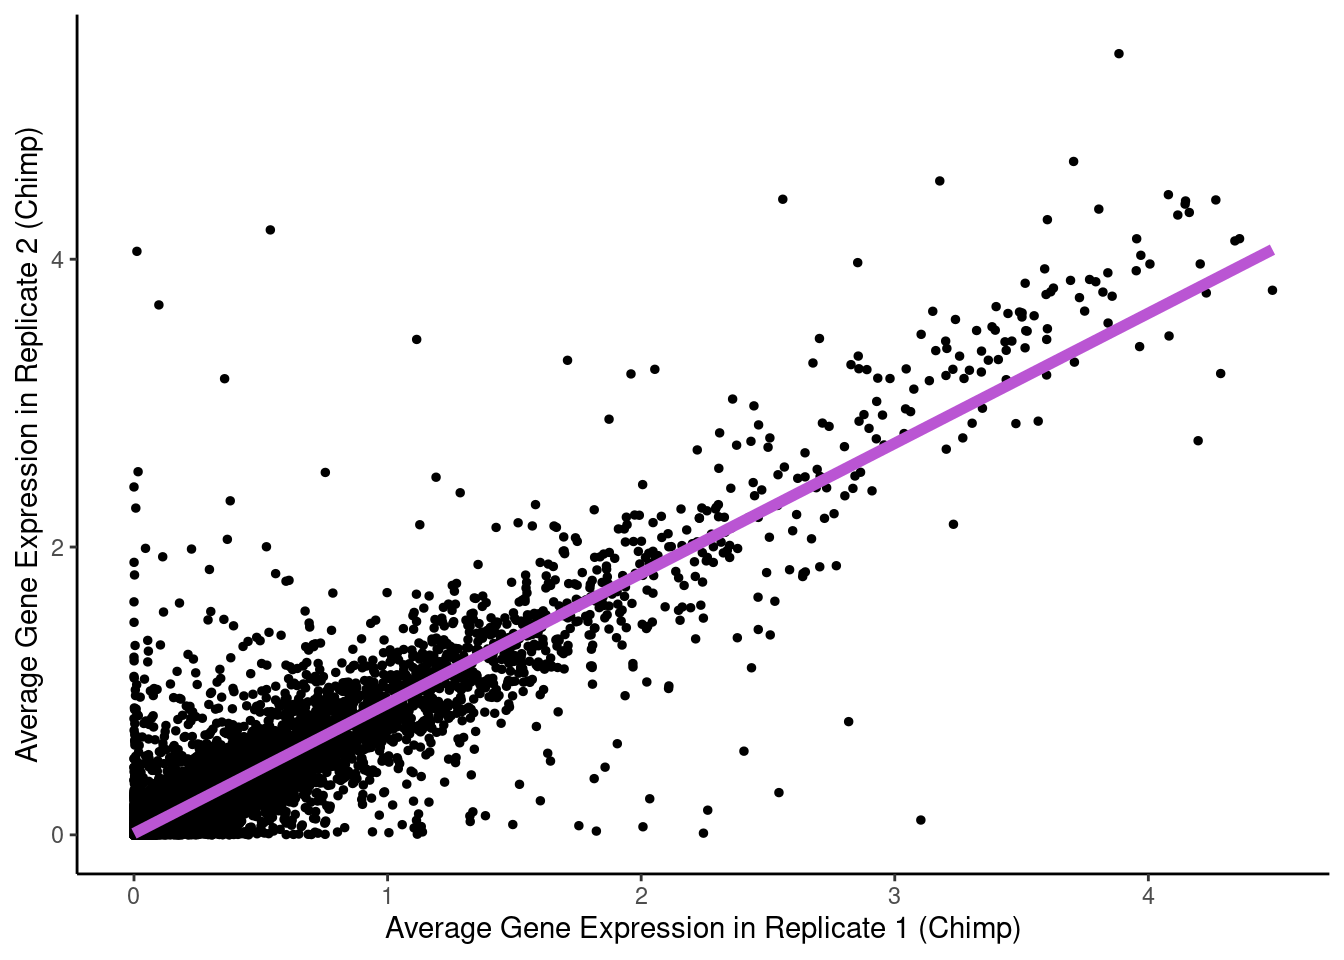 Average Gene Expression in Replicate 2 (Chimp)
4
2
0
0 1 2 3 4
Average Gene Expression in Replicate 1 (Chimp)